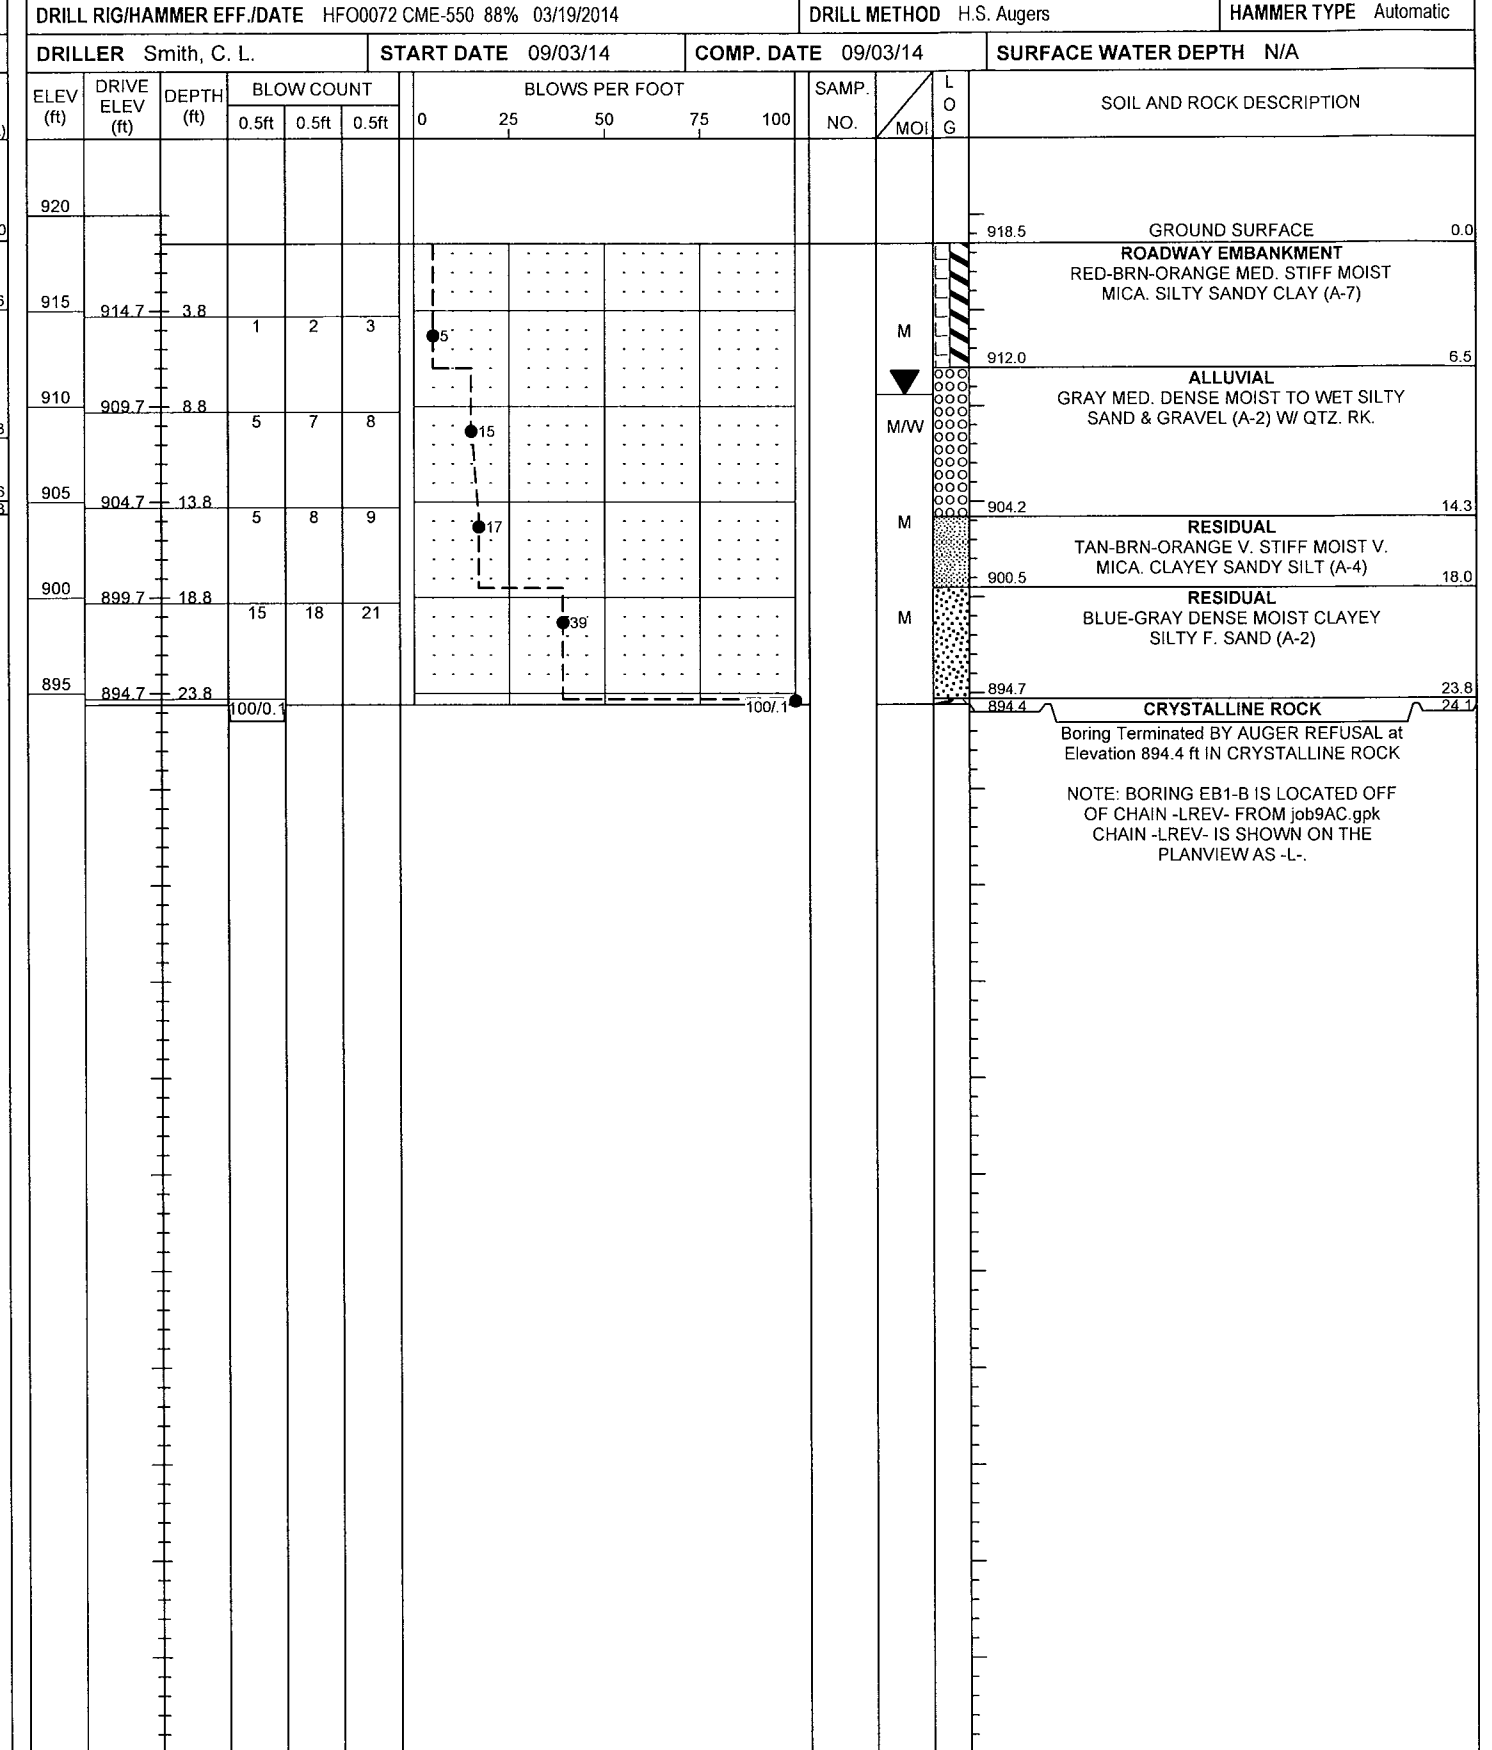 DRILL RIG/HAMMER EFF./DATE HFO0072 CME-550 88% 03/19/2014 DRILL METHOD H.S. Augers HAMMER TYPE Automatic
DRILLER Smith, C. L. START DATE 09/03/14 COMP. DATE 09/03/14 SURFACE WATER DEPTH N/A
ELEV (ft) DRIVE ELEV (ft) DEPTH (ft) BLOW COUNT BLOWS PER FOOT SAMP. NO. MOI LOG SOIL AND ROCK DESCRIPTION
0.5ft 0.5ft 0.5ft 0 25 50 75 100
920
918.5 GROUND SURFACE 0.0
ROADWAY EMBANKMENT
RED-BRN-ORANGE MED. STIFF MOIST
MICA. SILTY SANDY CLAY (A-7)
915
914.7 3.8
1 2 3 5 M
912.0 6.5
ALLUVIAL
GRAY MED. DENSE MOIST TO WET SILTY
SAND & GRAVEL (A-2) W/ QTZ. RK.
910
909.7 8.8
5 7 8 15 M/W
905
904.7 13.8
904.2 14.3
5 8 9 17 M
RESIDUAL
TAN-BRN-ORANGE V. STIFF MOIST V.
MICA. CLAYEY SANDY SILT (A-4)
900.5 18.0
900
899.7 18.8
RESIDUAL
15 18 21 39 M
BLUE-GRAY DENSE MOIST CLAYEY
SILTY F. SAND (A-2)
895
894.7 23.8
894.7 23.8
100/0.1 100/.1
894.4 CRYSTALLINE ROCK 24.1
Boring Terminated BY AUGER REFUSAL at
Elevation 894.4 ft IN CRYSTALLINE ROCK
NOTE: BORING EB1-B IS LOCATED OFF
OF CHAIN -LREV- FROM job9AC.gpk
CHAIN -LREV- IS SHOWN ON THE
PLANVIEW AS -L-.